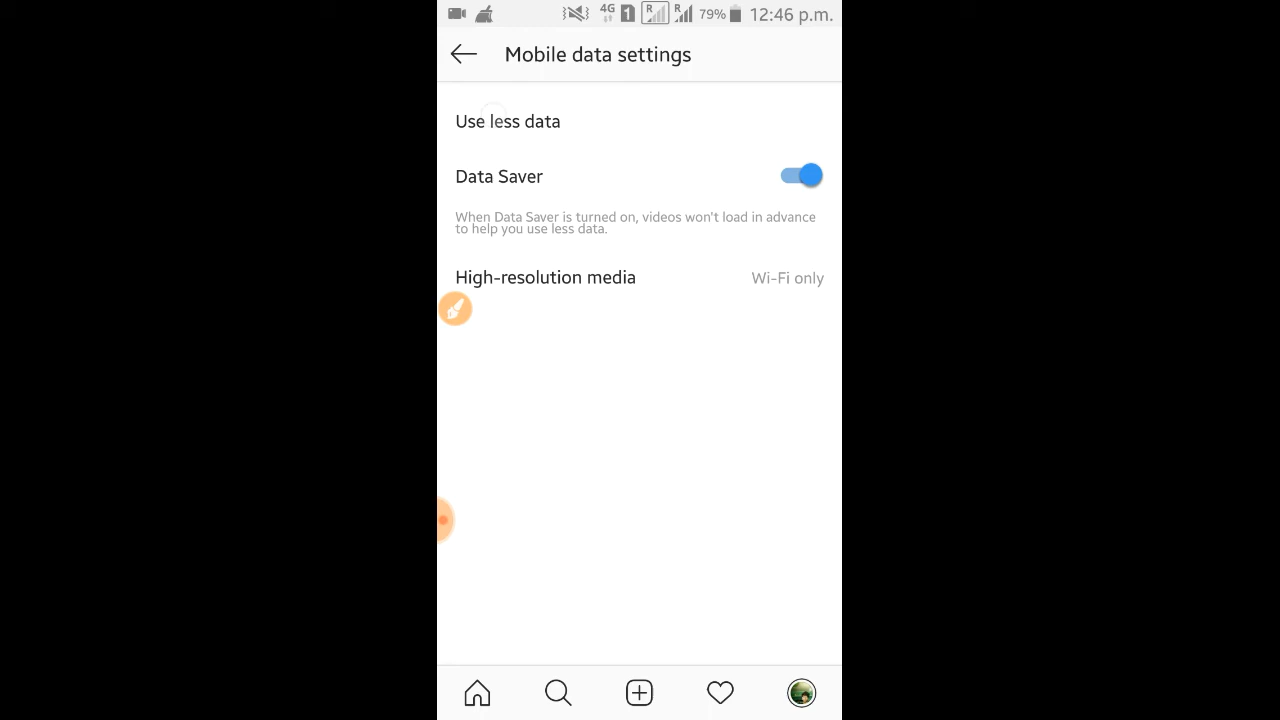 4G 1 R R 79% 12:46 p.m.
Mobile data settings
Use less data
Data Saver
When Data Saver is turned on, videos won't load in advance
to help you use less data.
High-resolution media Wi-Fi only